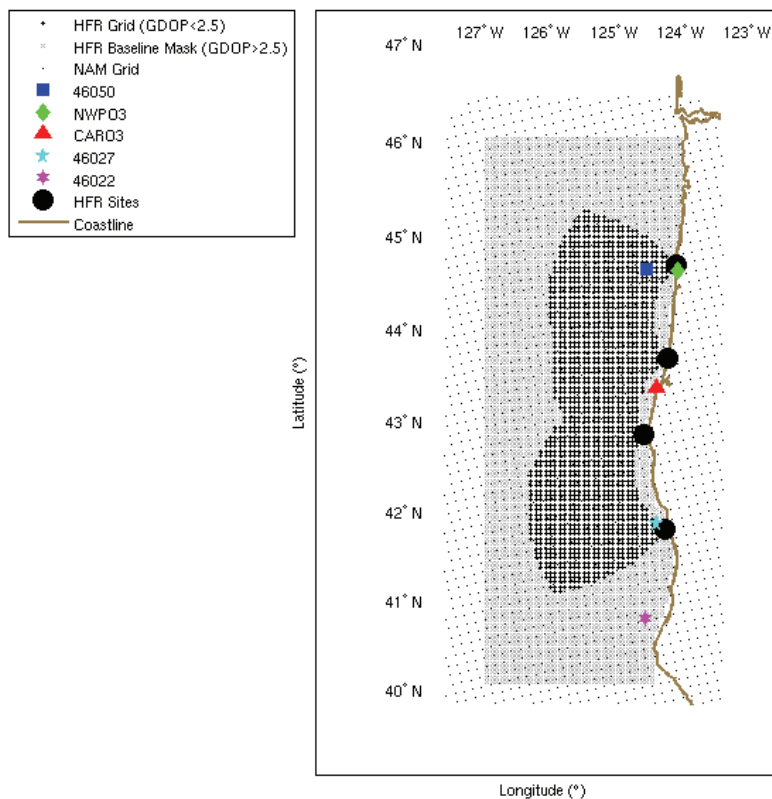 HFR Grid (GDOP<2.5)
HFR Baseline Mask (GDOP>2.5)
NAM Grid
46050
NWPO3
CARO3
46027
46022
HFR Sites
Coastline
127° W 126° W 125° W 124° W 123° W
47° N
46° N
45° N
44° N
43° N
42° N
41° N
40° N
Latitude (°)
Longitude (°)